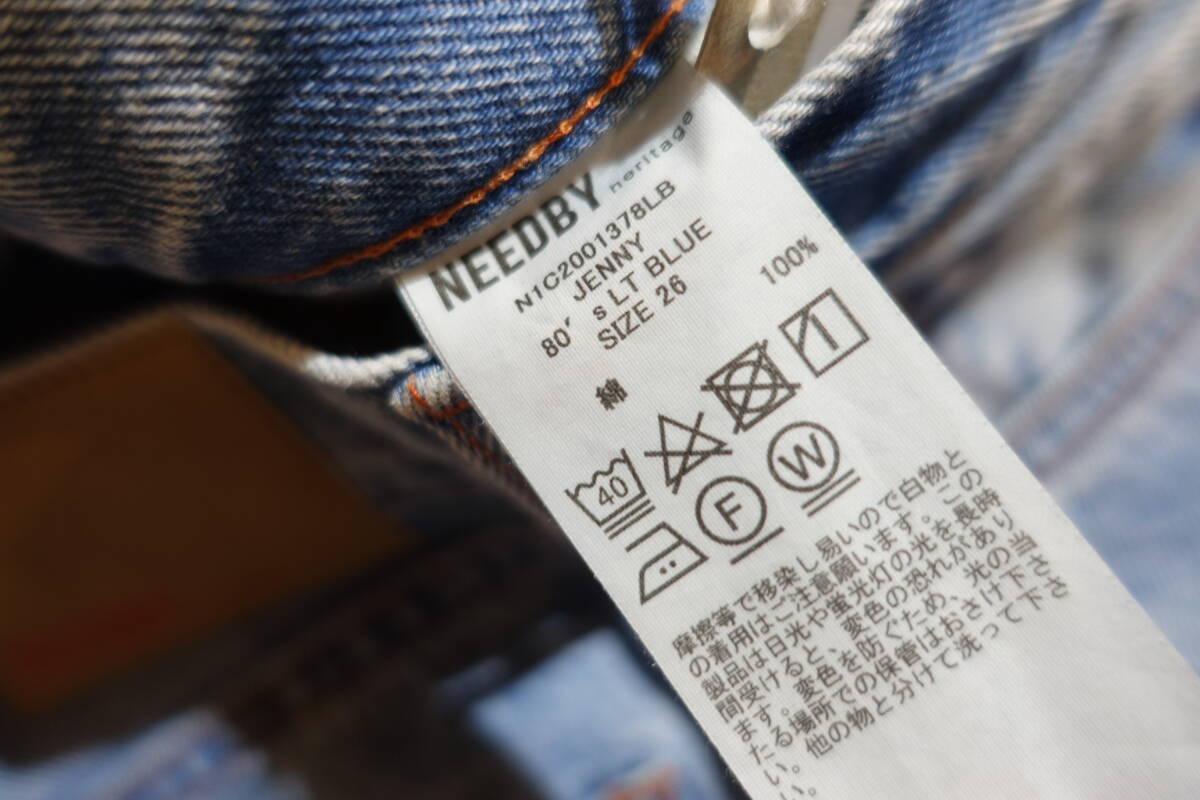 NEEDBY heritage
N1C2001378LB
JENNY
80's LT BLUE
SIZE 26
綿 100%
40
F W
摩擦等で移染し易いので白物と
の着用はご注意願います。この
製品は日光や蛍光灯の光を長時
間受けると、変色の恐れがあり
ます。変色を防ぐため、光の当
たる場所での保管はおさけ下さ
い。他の物と分けて洗って下さ
い。